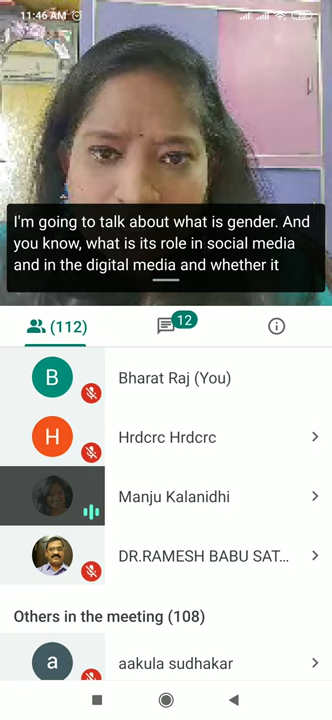 11:46 AM
I'm going to talk about what is gender. And
you know, what is its role in social media
and in the digital media and whether it
(112)
12
B
Bharat Raj (You)
H
Hrdcrc Hrdcrc
Manju Kalanidhi
DR.RAMESH BABU SAT...
Others in the meeting (108)
a
aakula sudhakar